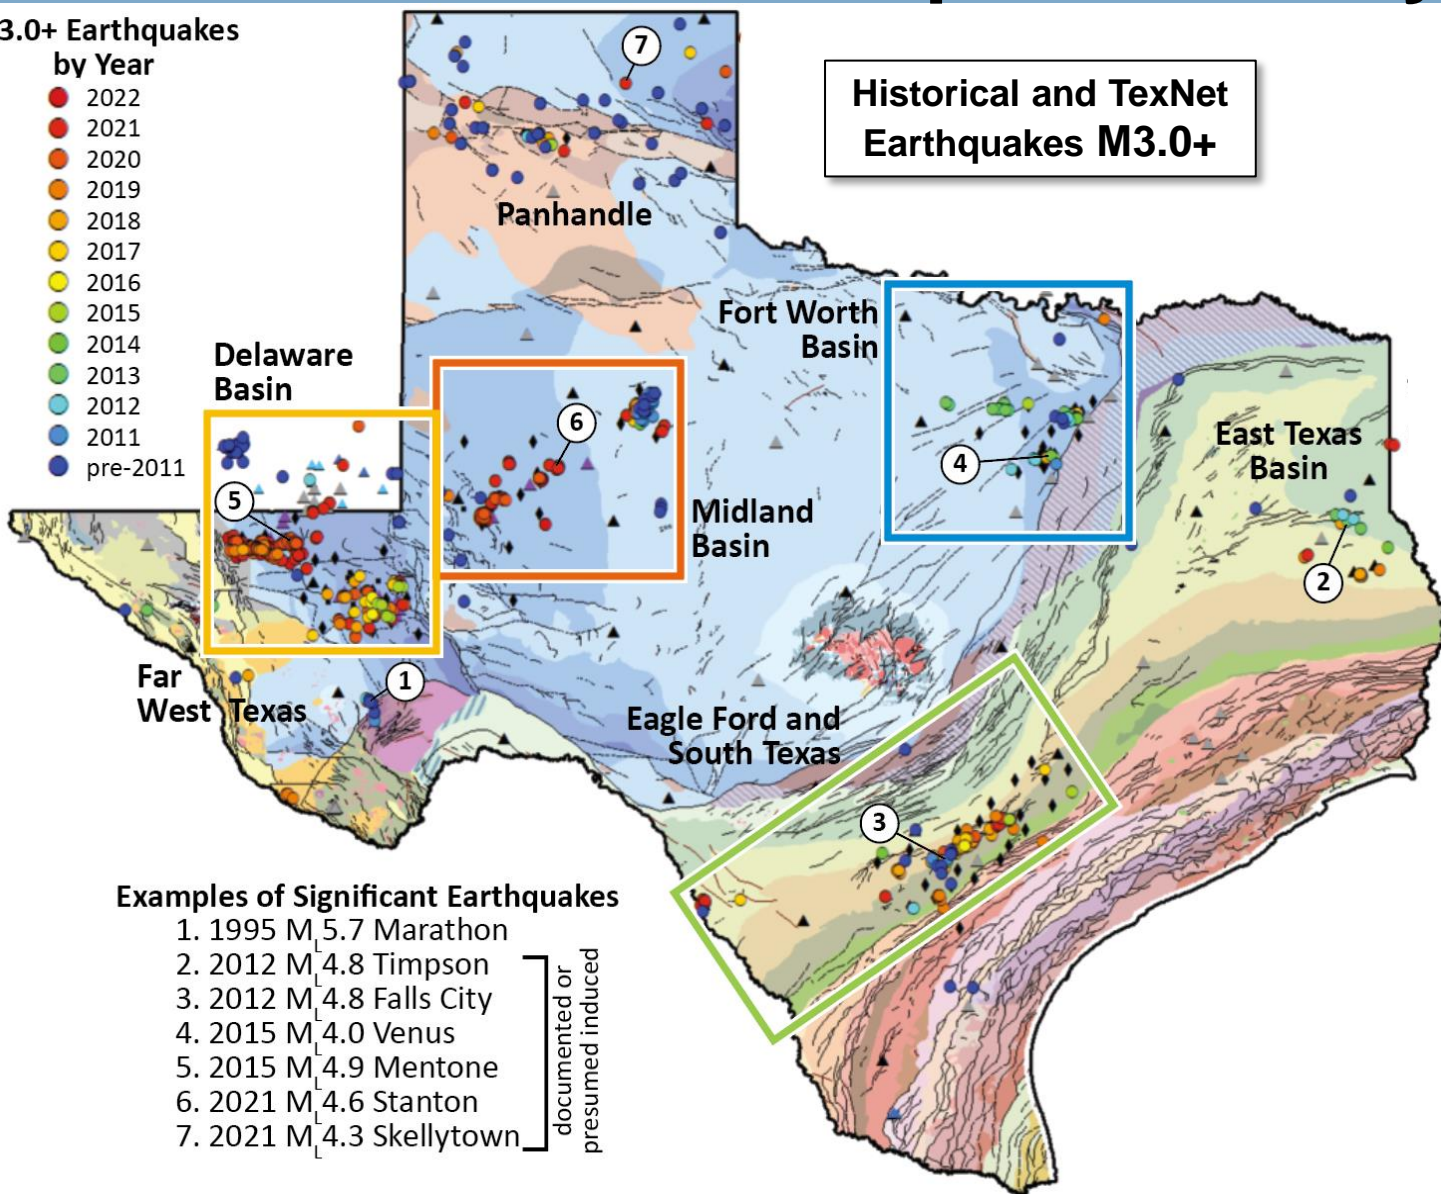 3.0+ Earthquakes
by Year
2022
2021
2020
2019
2018
2017
2016
2015
2014
2013
2012
2011
pre-2011
Historical and TexNet
Earthquakes M3.0+
7
Panhandle
Fort Worth
Basin
Delaware
Basin
6
4
East Texas
Basin
5
Midland
Basin
2
Far
West Texas
1
Eagle Ford and
South Texas
3
Examples of Significant Earthquakes
1. 1995 ML5.7 Marathon
2. 2012 ML4.8 Timpson
3. 2012 ML4.8 Falls City
4. 2015 ML4.0 Venus
5. 2015 ML4.9 Mentone
6. 2021 ML4.6 Stanton
7. 2021 ML4.3 Skellytown
documented or
presumed induced